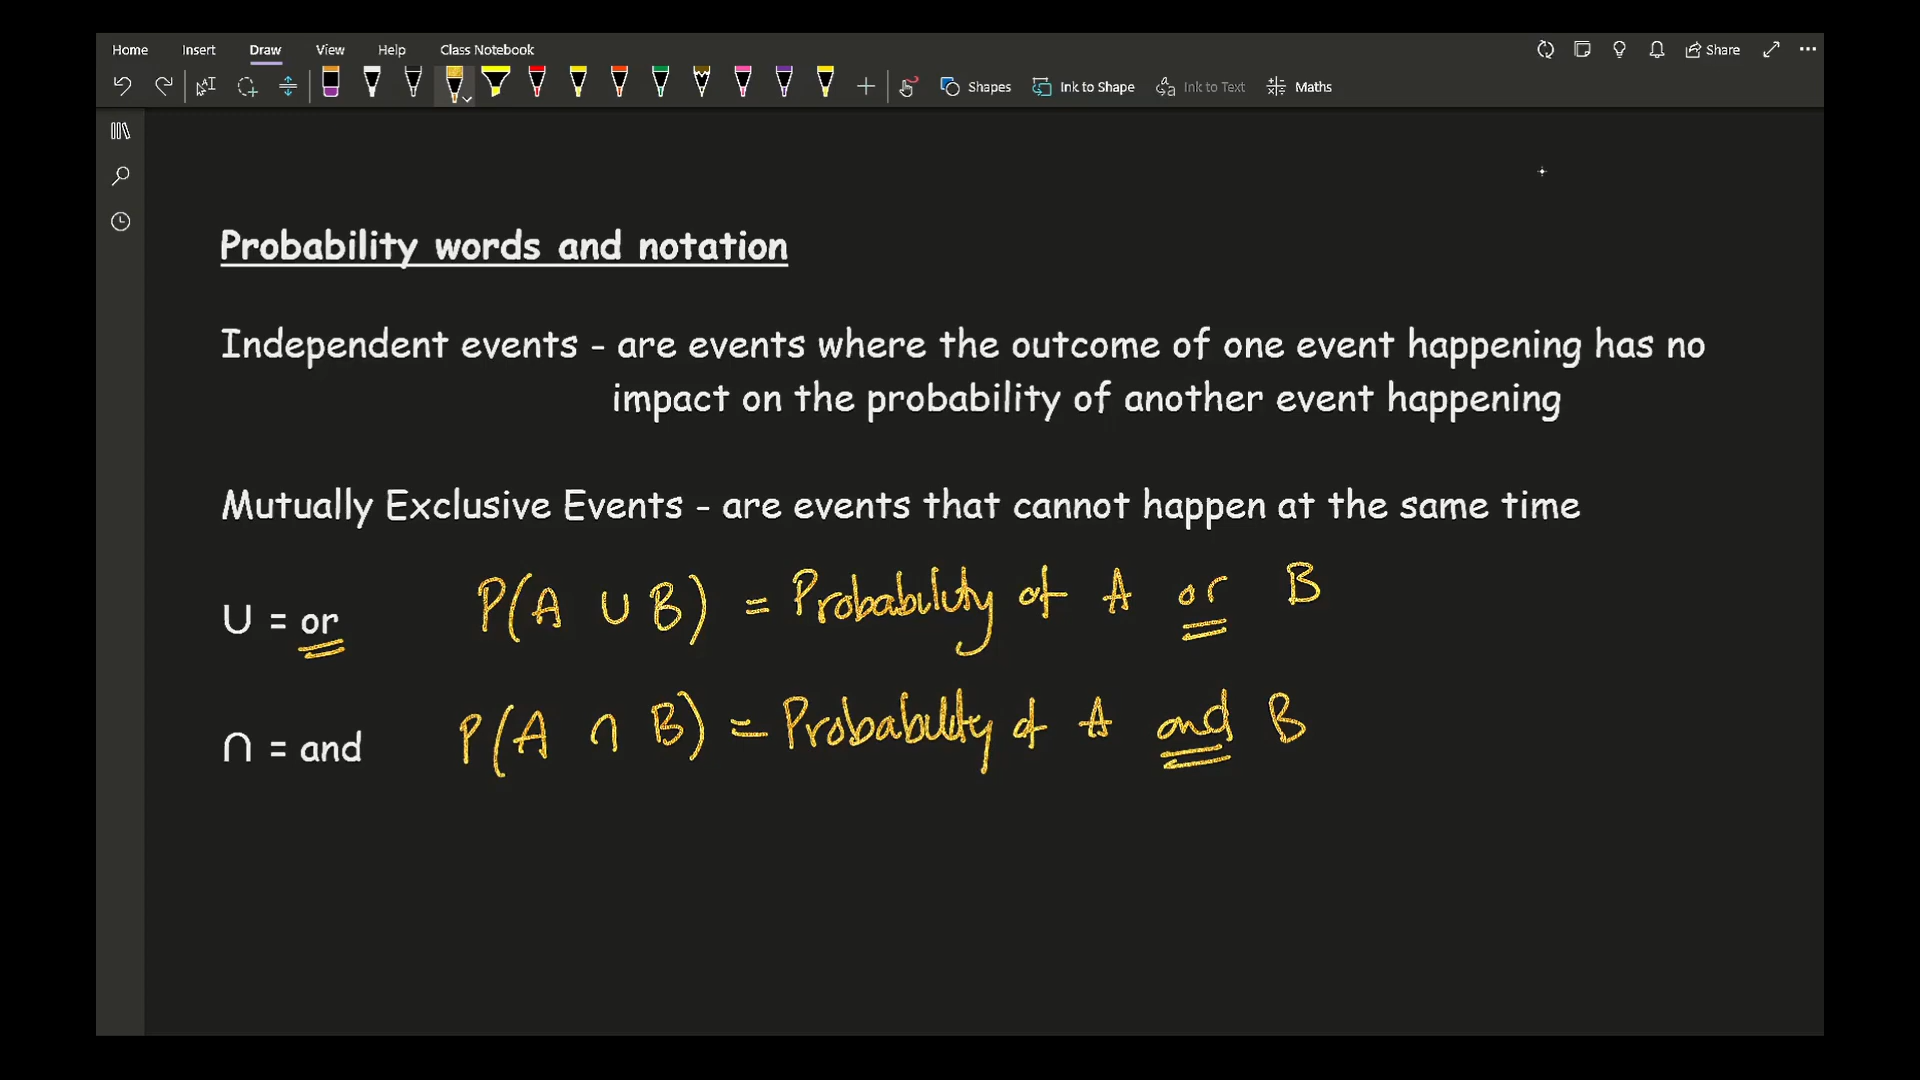 Home Insert Draw View Help Class Notebook Share
Shapes Ink to Shape Ink to Text Maths
Probability words and notation
Independent events - are events where the outcome of one event happening has no
impact on the probability of another event happening
Mutually Exclusive Events - are events that cannot happen at the same time
U = or P(A ∪ B) = Probability of A or B
∩ = and P(A ∩ B) = Probability of A and B